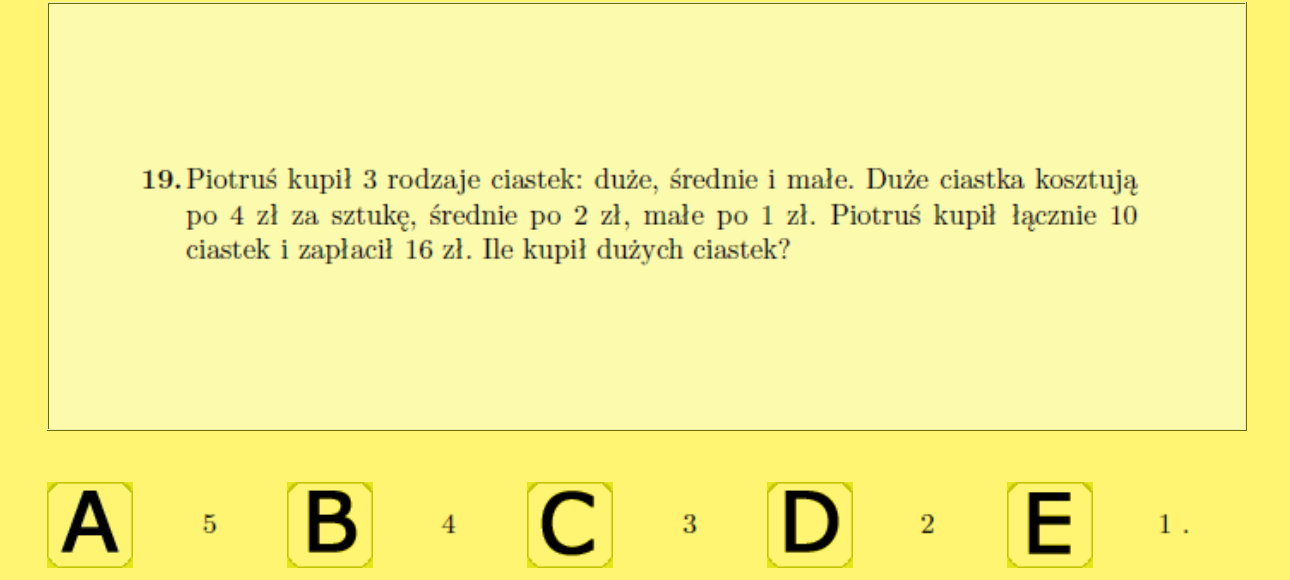 19. Piotruś kupił 3 rodzaje ciastek: duże, średnie i małe. Duże ciastka kosztują
po 4 zł za sztukę, średnie po 2 zł, małe po 1 zł. Piotruś kupił łącznie 10
ciastek i zapłacił 16 zł. Ile kupił dużych ciastek?
A 5 B 4 C 3 D 2 E 1 .